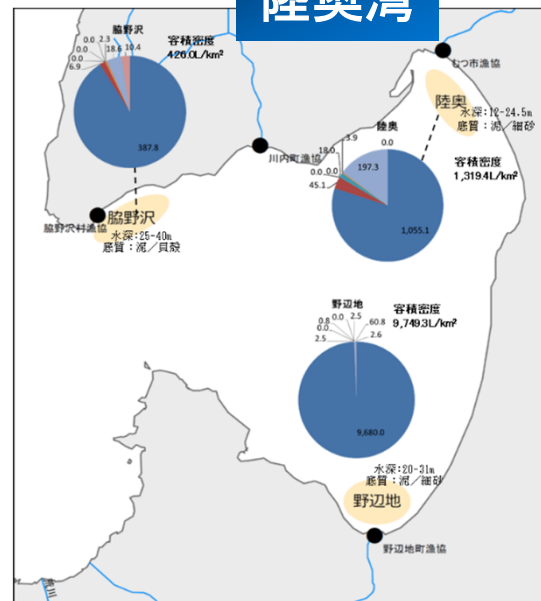 陸奥湾
脇野沢
容積密度
426.0L/km²
0.0
2.3
18.6
10.4
0.0
0.0
6.9
387.8
むつ市漁協
陸奥
水深:12-24.5m
底質：泥／細砂
川内町漁協
陸奥
容積密度
1,319.4L/km²
3.9
0.0
18.0
197.3
0.0
0.0
45.1
1,055.1
脇野沢
脇野沢村漁協
水深:25-40m
底質：泥／貝殻
野辺地
容積密度
9,749.3L/km²
0.8
0.0
2.5
60.8
0.0
2.5
2.6
9,680.0
水深:20-31m
底質：泥／細砂
野辺地
野辺地町漁協